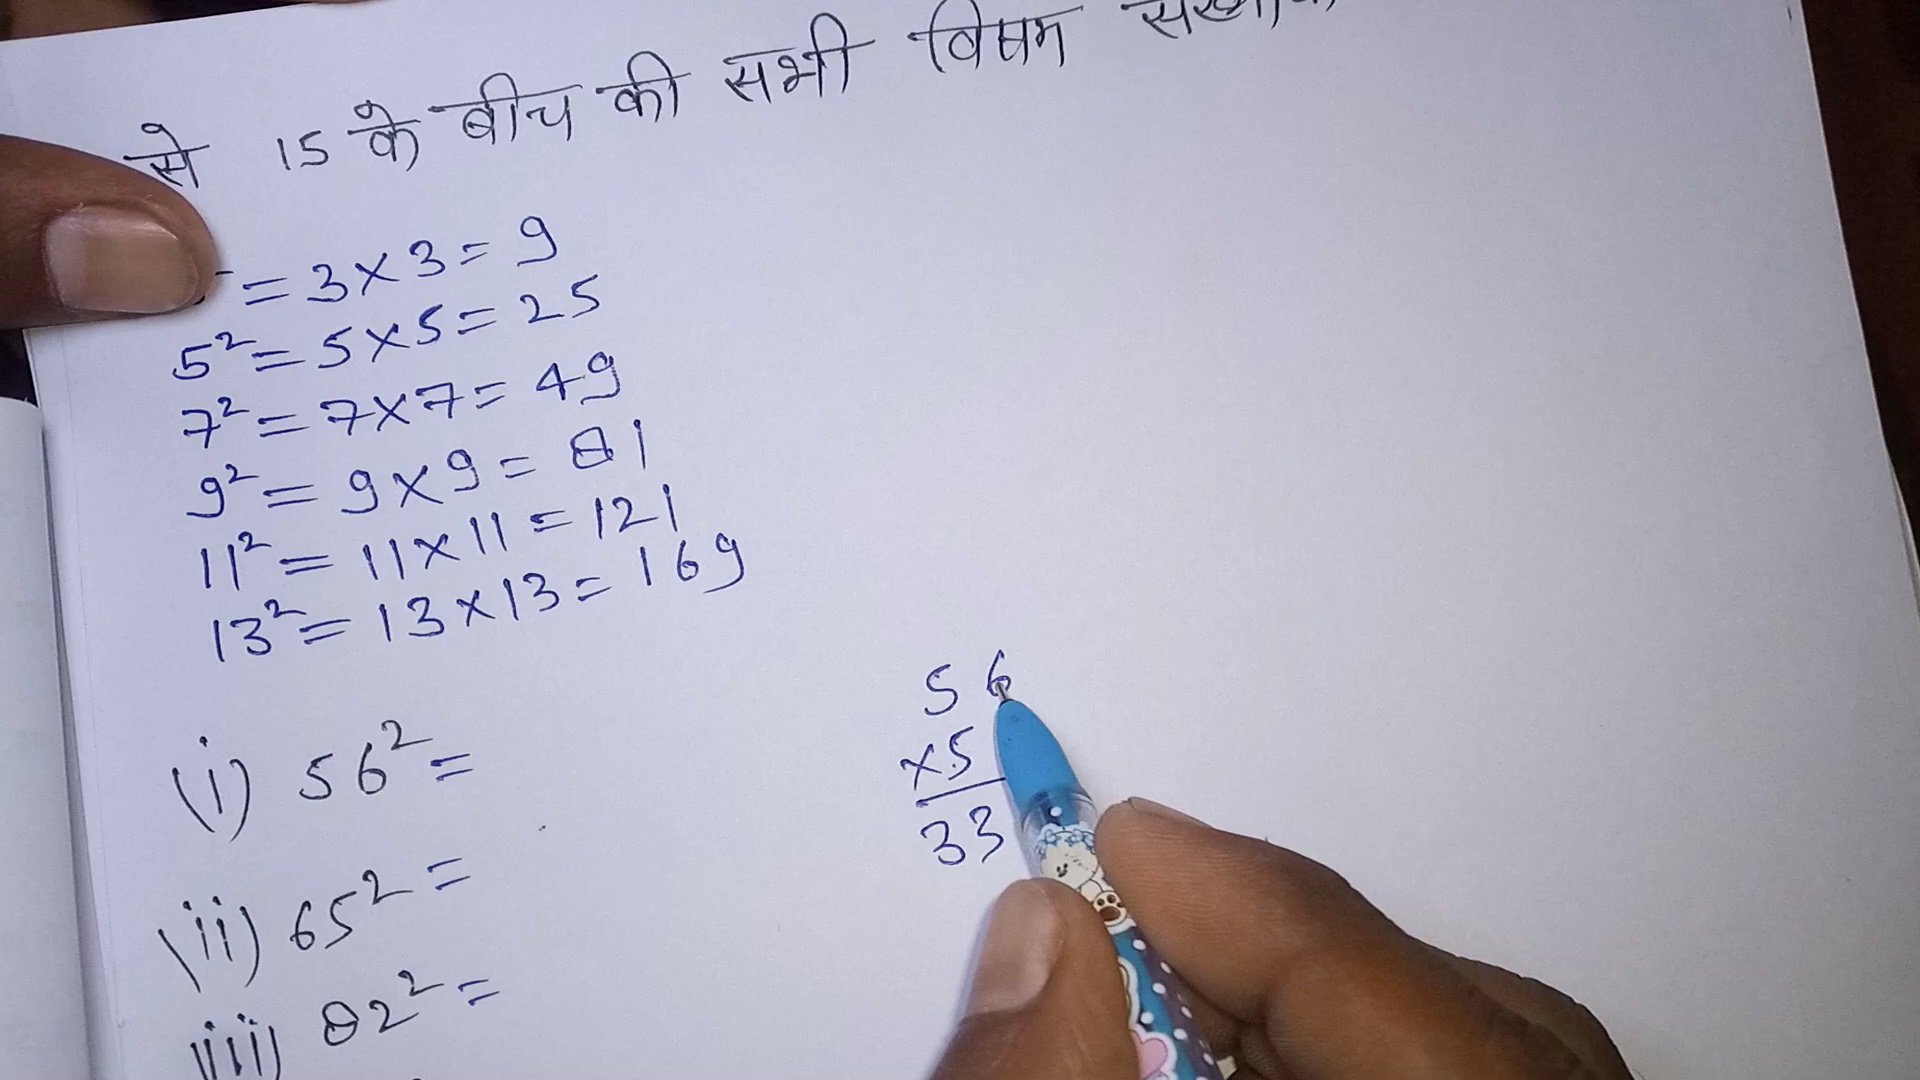 से 15 के बीच की सभी विषम
= 3×3= 9
5²= 5×5= 25
7² = 7×7= 49
9² = 9×9= 81
11² = 11×11 = 121
13² = 13×13= 169
(i) 56²=
(ii) 65²=
(iii) 82²=
56
×5
33